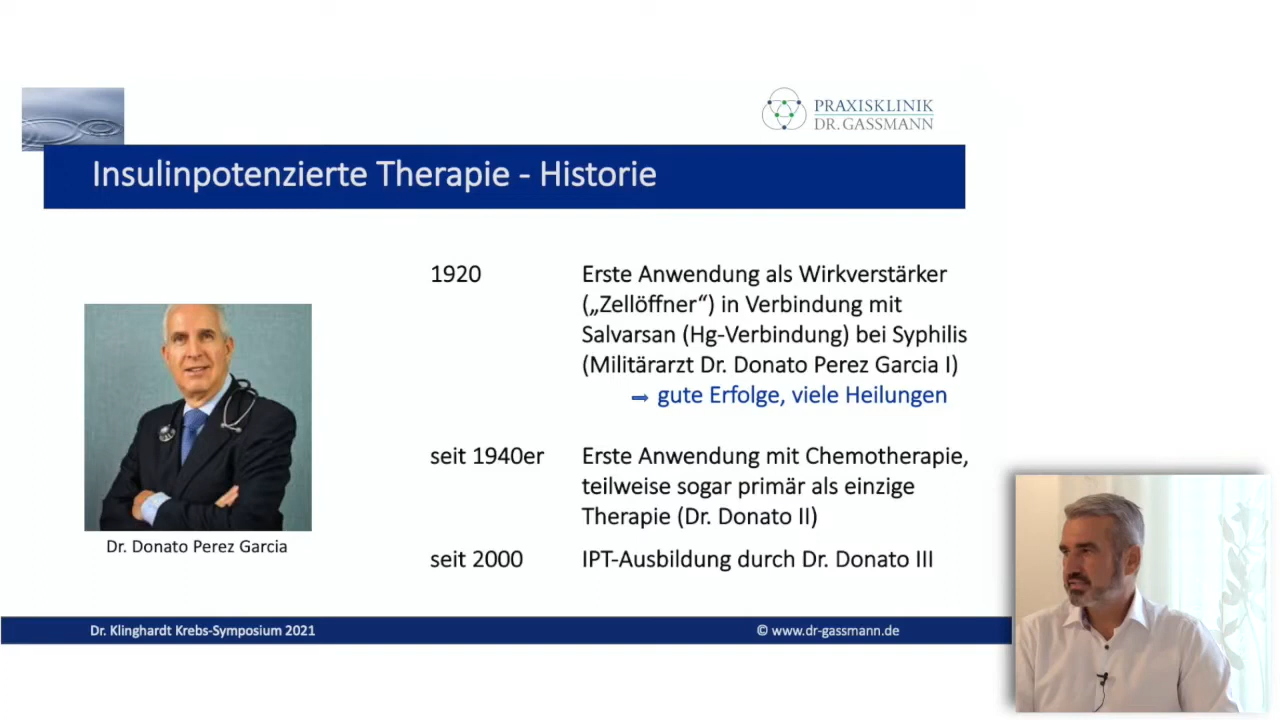 PRAXISKLINIK
DR. GASSMANN
Insulinpotenzierte Therapie - Historie
1920
Erste Anwendung als Wirkverstärker
(„Zellöffner“) in Verbindung mit
Salvarsan (Hg-Verbindung) bei Syphilis
(Militärarzt Dr. Donato Perez Garcia I)
➡ gute Erfolge, viele Heilungen
seit 1940er
Erste Anwendung mit Chemotherapie,
teilweise sogar primär als einzige
Therapie (Dr. Donato II)
seit 2000
IPT-Ausbildung durch Dr. Donato III
Dr. Donato Perez Garcia
Dr. Klinghardt Krebs-Symposium 2021
© www.dr-gassmann.de